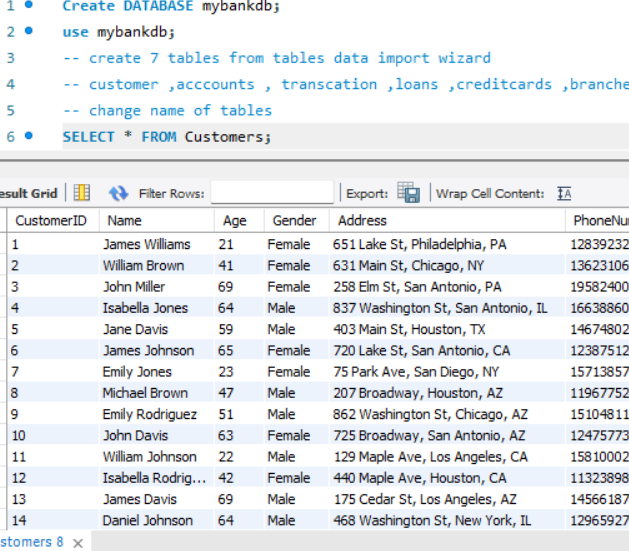 1 Create DATABASE mybankdb;
2 use mybankdb;
3 -- create 7 tables from tables data import wizard
4 -- customer ,acccounts , transcation ,loans ,creditcards ,branche
5 -- change name of tables
6 SELECT * FROM Customers;
esult Grid Filter Rows: Export: Wrap Cell Content:
CustomerID Name Age Gender Address PhoneNu
1 James Williams 21 Female 651 Lake St, Philadelphia, PA 12839232
2 William Brown 41 Female 631 Main St, Chicago, NY 13623106
3 John Miller 69 Female 258 Elm St, San Antonio, PA 19582400
4 Isabella Jones 64 Male 837 Washington St, San Antonio, IL 16638860
5 Jane Davis 59 Male 403 Main St, Houston, TX 14674802
6 James Johnson 65 Female 720 Lake St, San Antonio, CA 12387512
7 Emily Jones 23 Female 75 Park Ave, San Diego, NY 15713857
8 Michael Brown 47 Male 207 Broadway, Houston, AZ 11967752
9 Emily Rodriguez 51 Male 862 Washington St, Chicago, AZ 15104811
10 John Davis 63 Female 725 Broadway, San Antonio, AZ 12475773
11 William Johnson 22 Male 129 Maple Ave, Los Angeles, CA 15810002
12 Isabella Rodrig... 42 Female 440 Maple Ave, Houston, CA 11323898
13 James Davis 69 Male 175 Cedar St, Los Angeles, AZ 14566187
14 Daniel Johnson 64 Male 468 Washington St, New York, IL 12965927
stomers 8